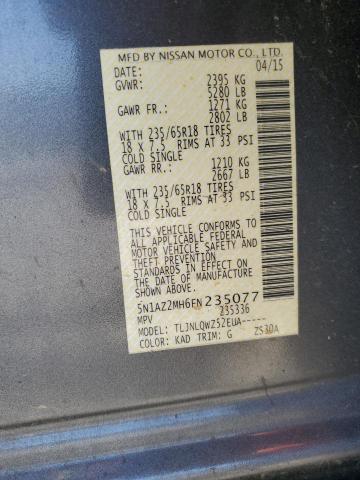 MFD BY NISSAN MOTOR CO., LTD.
DATE: 04/15
GVWR: 2395 KG
5280 LB
GAWR FR.: 1271 KG
2802 LB
WITH 235/65R18 TIRES
18 X 7.5 RIMS AT 33 PSI
COLD SINGLE
GAWR RR.: 1210 KG
2667 LB
WITH 235/65R18 TIRES
18 X 7.5 RIMS AT 33 PSI
COLD SINGLE
THIS VEHICLE CONFORMS TO
ALL APPLICABLE FEDERAL
MOTOR VEHICLE SAFETY AND
THEFT PREVENTION
STANDARDS IN EFFECT ON
THE DATE OF MANUFACTURE
SHOWN ABOVE.
5N1AZ2MH6FN235077
MPV 235336
MODEL: TLJNLQWZ52EUA-----
COLOR: KAD TRIM: G ZS30A